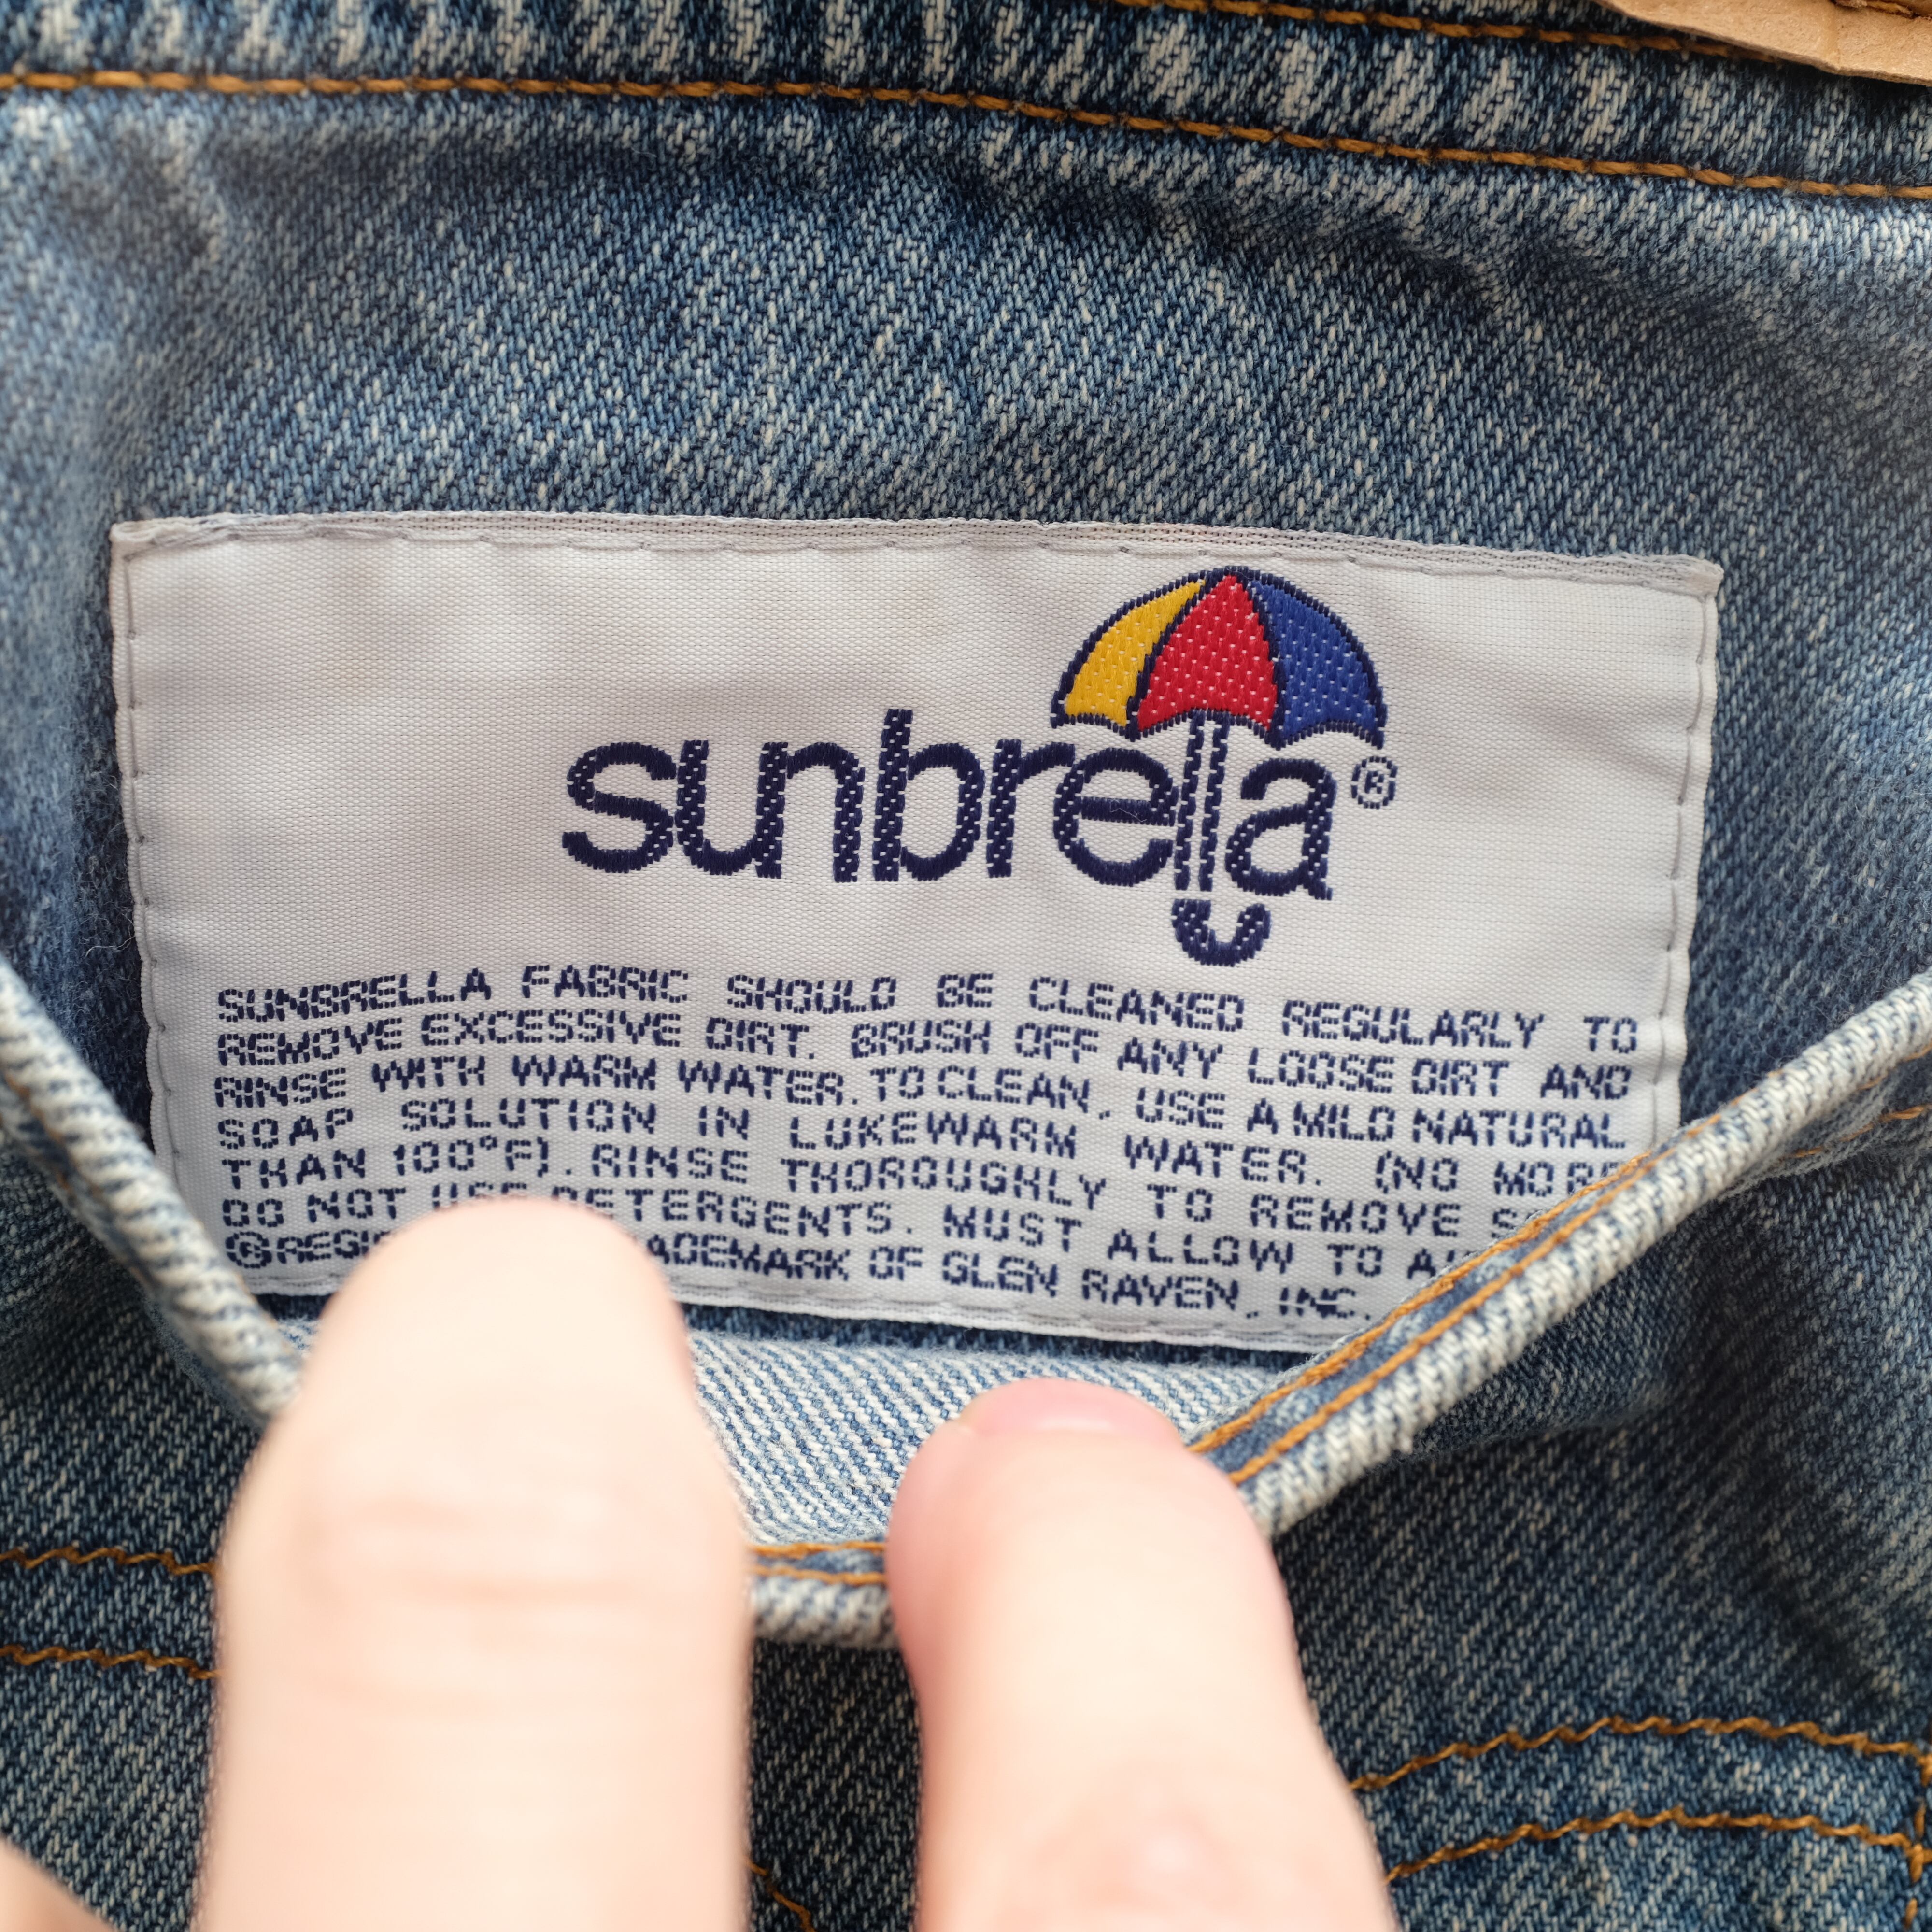 sunbrella®
SUNBRELLA FABRIC SHOULD BE CLEANED REGULARLY TO
REMOVE EXCESSIVE DIRT. BRUSH OFF ANY LOOSE DIRT AND
RINSE WITH WARM WATER. TO CLEAN, USE A MILD NATURAL
SOAP SOLUTION IN LUKEWARM WATER. (NO MORE
THAN 100°F). RINSE THOROUGHLY TO REMOVE
DO NOT USE DETERGENTS. MUST ALLOW TO
OF GLEN RAVEN, INC.